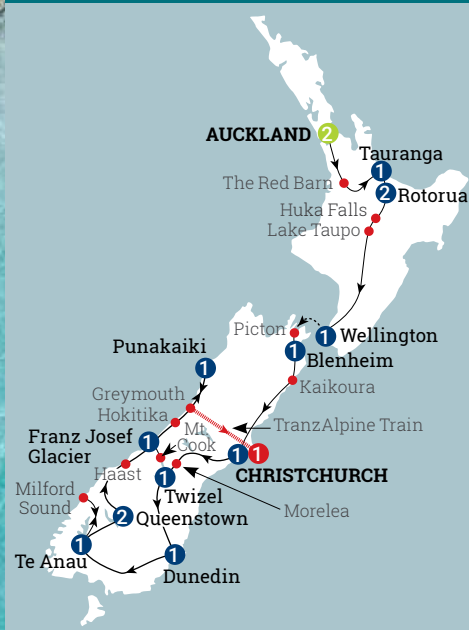 AUCKLAND 2
Tauranga
1
The Red Barn
2 Rotorua
Huka Falls
Lake Taupo
Picton
1 Wellington
Punakaiki
1 Blenheim
1
Kaikoura
Greymouth
Hokitika
TranzAlpine Train
Mt
Cook
Franz Josef
Glacier
1
1 1
CHRISTCHURCH
Haast
1
Twizel
Morelea
Milford
Sound
2 Queenstown
1
Te Anau
1
Dunedin